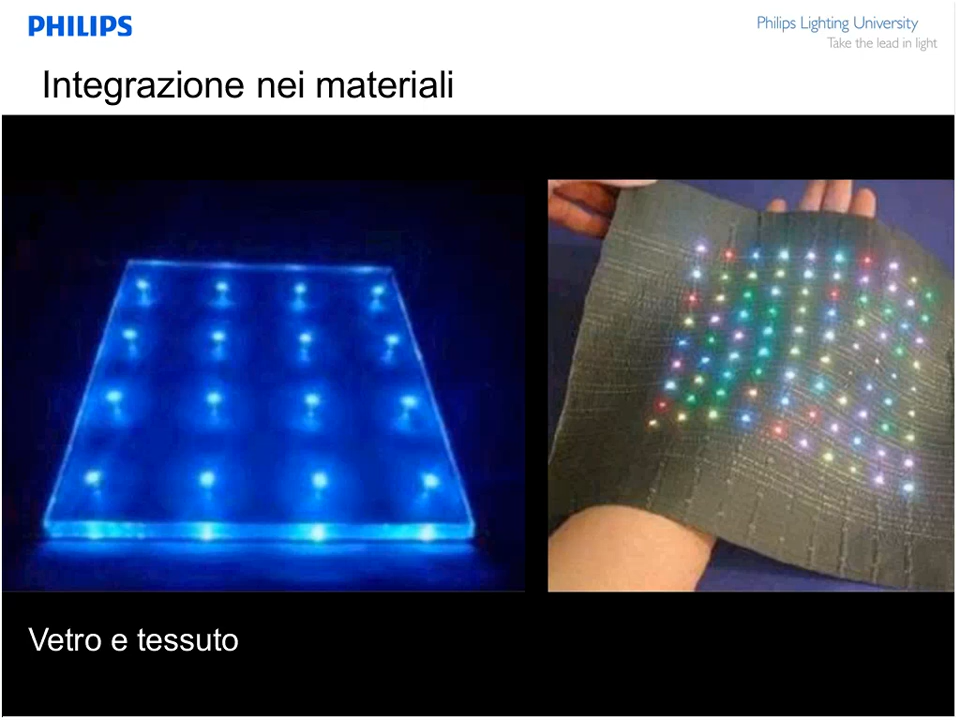 PHILIPS
Philips Lighting University
Take the lead in light
Integrazione nei materiali
Vetro e tessuto